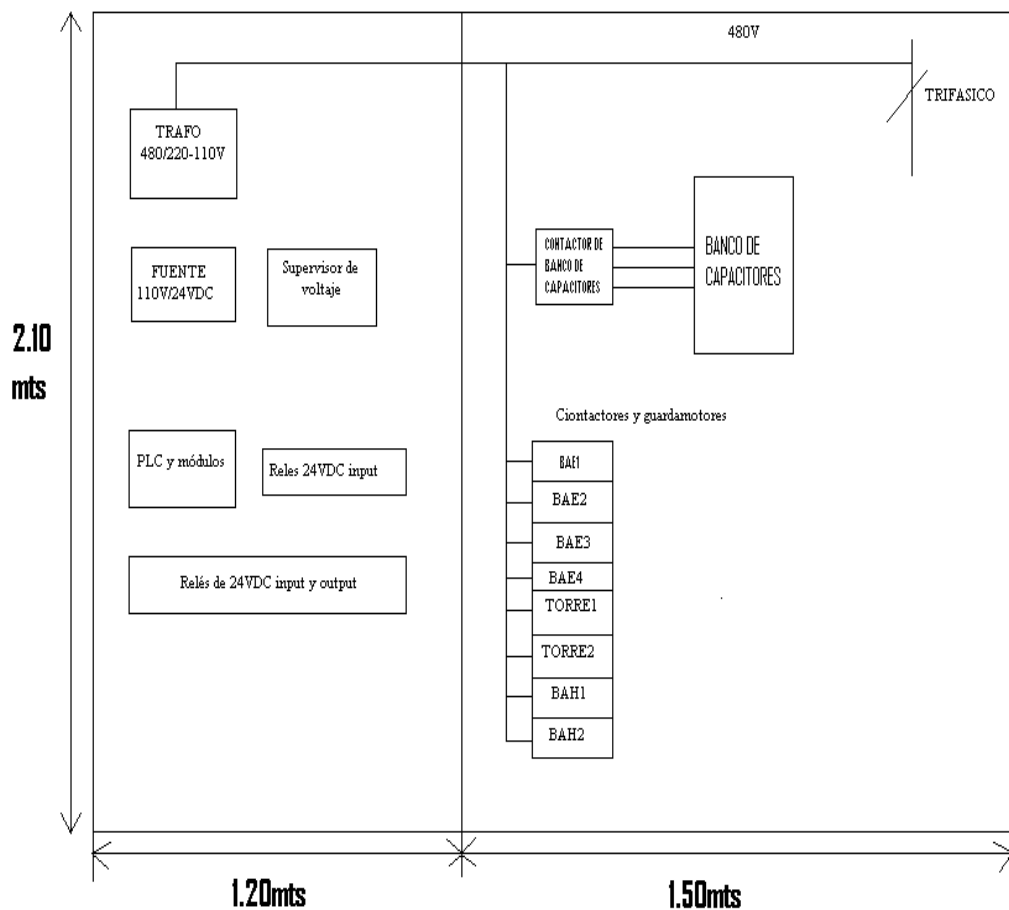 480V
TRIFASICO
TRAFO
480/220-110V
FUENTE
110V/24VDC
Supervisor de
voltaje
CONTACTOR DE
BANCO DE
CAPACITORES
BANCO DE
CAPACITORES
2.10
mts
Ciontactores y guardamotores
PLC y módulos
Reles 24VDC input
BAE1
BAE2
BAE3
BAE4
TORRE1
TORRE2
BAH1
BAH2
Relés de 24VDC input y output
1.20mts
1.50mts